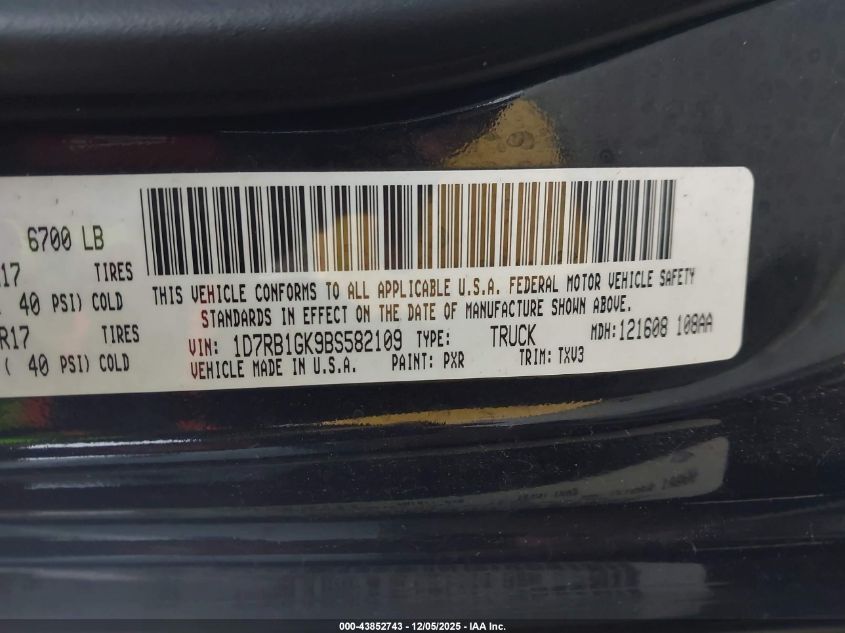 6700 LB
17 TIRES
40 PSI) COLD
R17 TIRES
( 40 PSI) COLD
THIS VEHICLE CONFORMS TO ALL APPLICABLE U.S.A. FEDERAL MOTOR VEHICLE SAFETY
STANDARDS IN EFFECT ON THE DATE OF MANUFACTURE SHOWN ABOVE.
VIN: 1D7RB1GK9BS582109 TYPE: TRUCK MDH:121608 108AA
VEHICLE MADE IN U.S.A. PAINT: PXR TRIM: TXV3
000-43852743 - 12/05/2025 - IAA Inc.